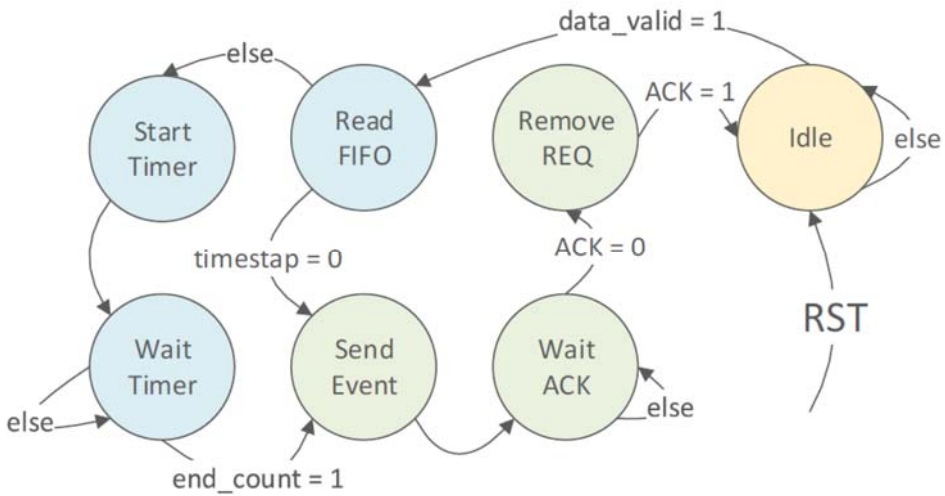 data_valid = 1
else
Start
Timer
Read
FIFO
Remove
REQ
ACK = 1
Idle
else
timestap = 0
ACK = 0
RST
Wait
Timer
Send
Event
Wait
ACK
else
else
end_count = 1